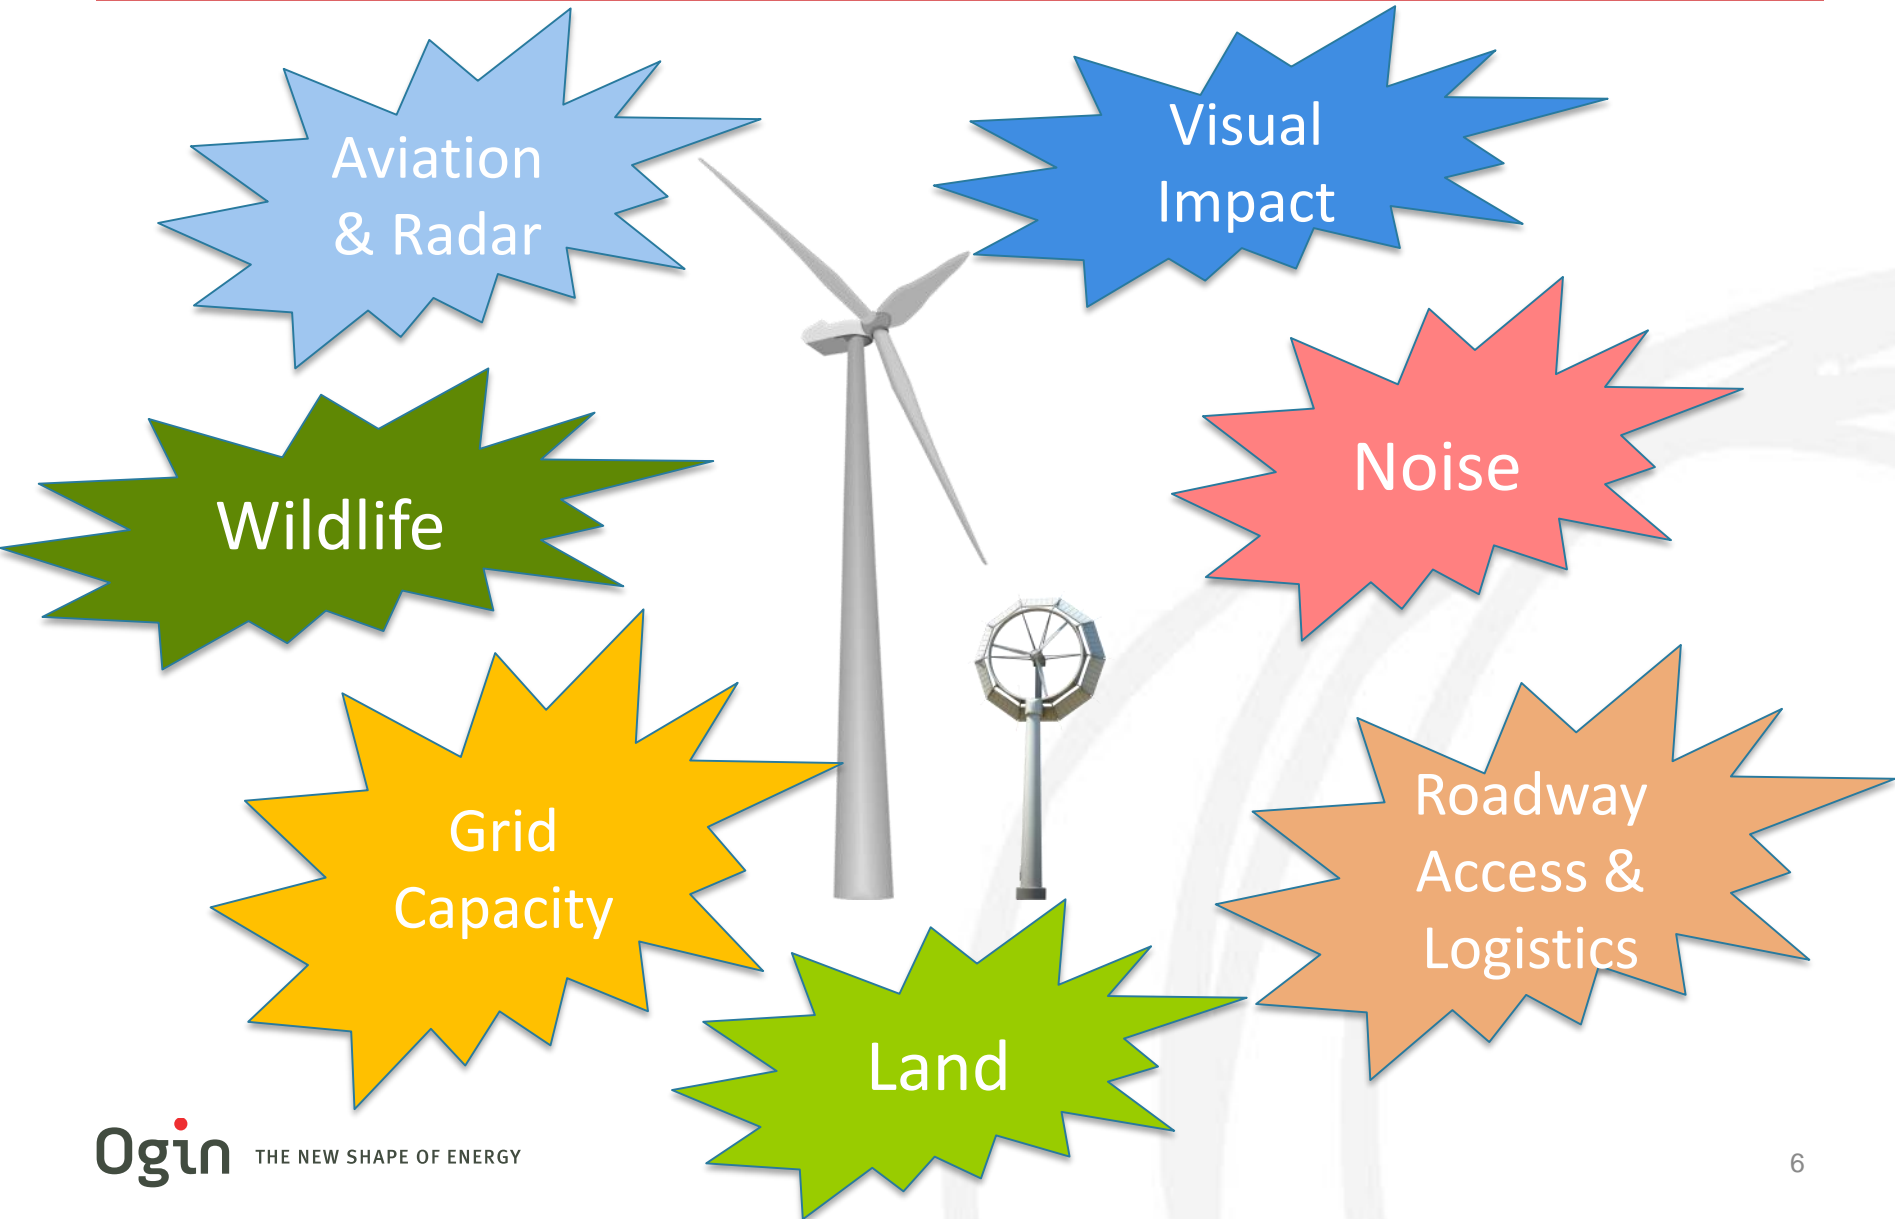 Aviation
& Radar
Visual
Impact
Wildlife
Noise
Grid
Capacity
Roadway
Access &
Logistics
Land
Ogin THE NEW SHAPE OF ENERGY
6